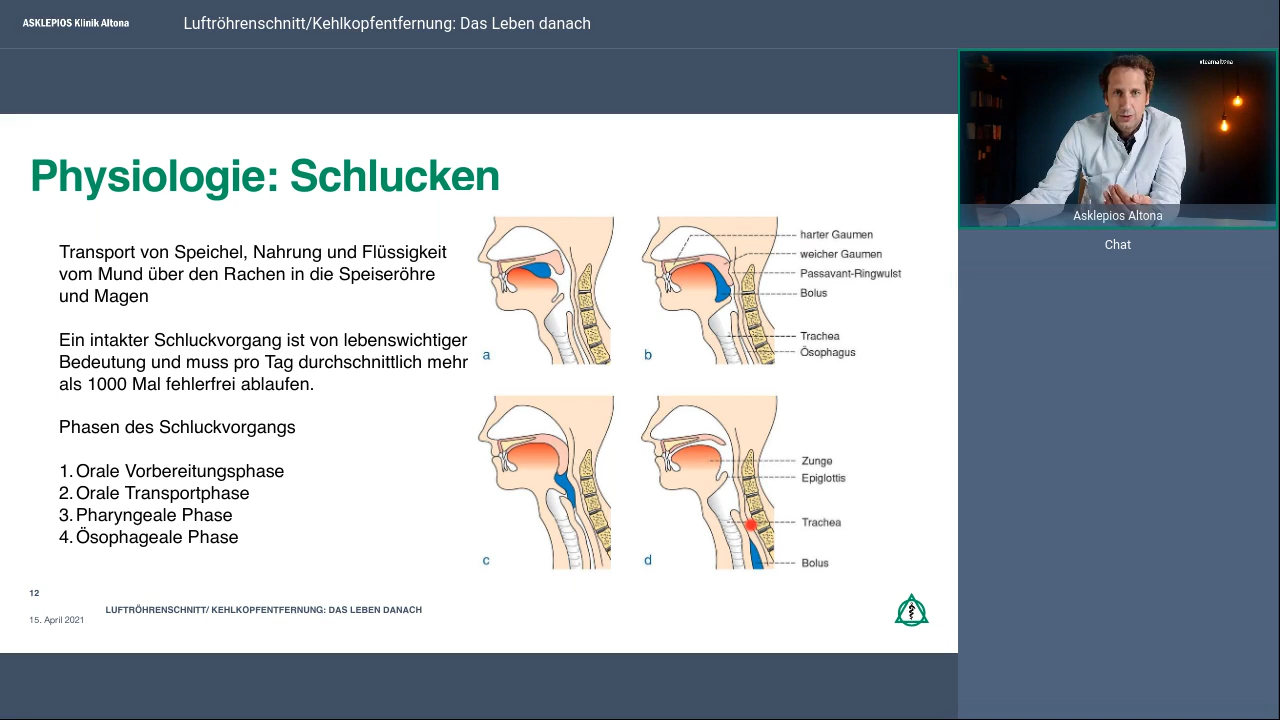 ASKLEPIOS Klinik Altona
Luftröhrenschnitt/Kehlkopfentfernung: Das Leben danach
#teamaltona
Asklepios Altona
Chat
Physiologie: Schlucken
Transport von Speichel, Nahrung und Flüssigkeit
vom Mund über den Rachen in die Speiseröhre
und Magen
Ein intakter Schluckvorgang ist von lebenswichtiger
Bedeutung und muss pro Tag durchschnittlich mehr
als 1000 Mal fehlerfrei ablaufen.
Phasen des Schluckvorgangs
1. Orale Vorbereitungsphase
2. Orale Transportphase
3. Pharyngeale Phase
4. Ösophageale Phase
a
b
harter Gaumen
weicher Gaumen
Passavant-Ringwulst
Bolus
Trachea
Ösophagus
c
d
Zunge
Epiglottis
Trachea
Bolus
12
LUFTRÖHRENSCHNITT/ KEHLKOPFENTFERNUNG: DAS LEBEN DANACH
15. April 2021